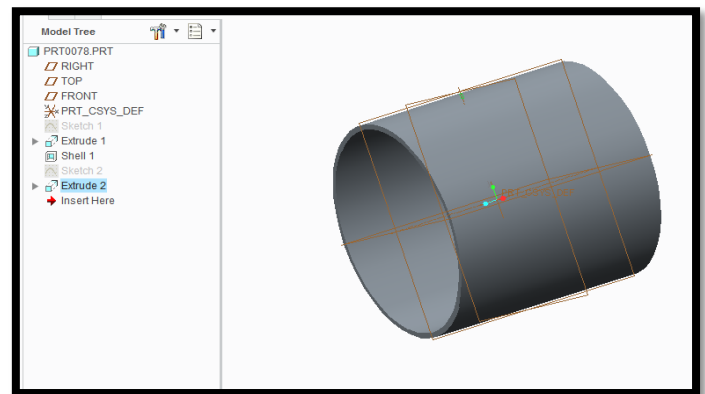 Model Tree
PRT0078.PRT
RIGHT
TOP
FRONT
PRT_CSYS_DEF
Sketch 1
Extrude 1
Shell 1
Sketch 2
Extrude 2
Insert Here